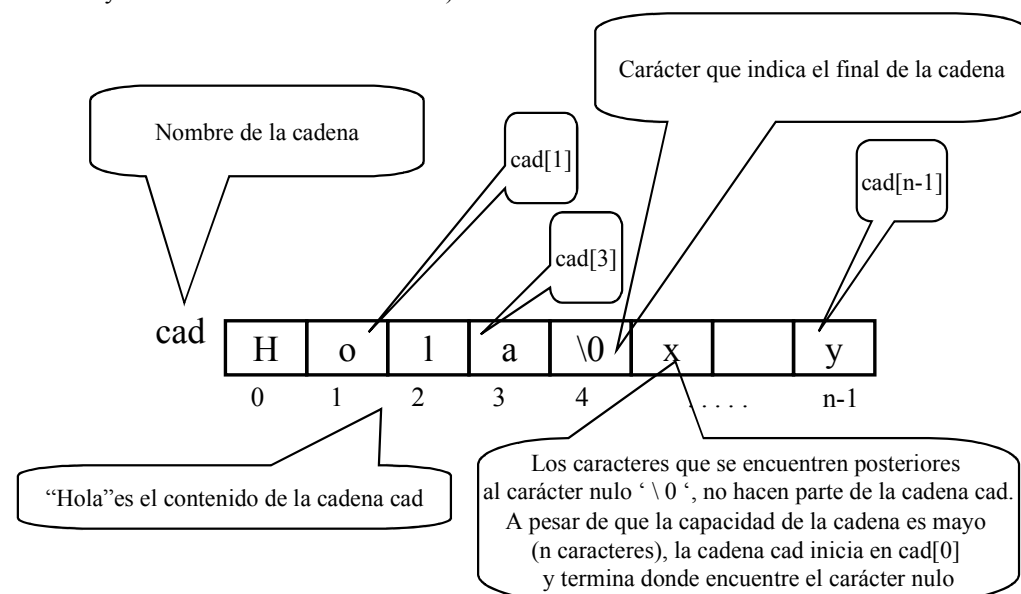 Carácter que indica el final de la cadena
Nombre de la cadena
cad[1]
cad[n-1]
cad[3]
cad
H o l a \0 x y
0 1 2 3 4 . . . . . n-1
“Hola”es el contenido de la cadena cad
Los caracteres que se encuentren posteriores
al carácter nulo ‘ \ 0 ‘, no hacen parte de la cadena cad.
A pesar de que la capacidad de la cadena es mayo
(n caracteres), la cadena cad inicia en cad[0]
y termina donde encuentre el carácter nulo